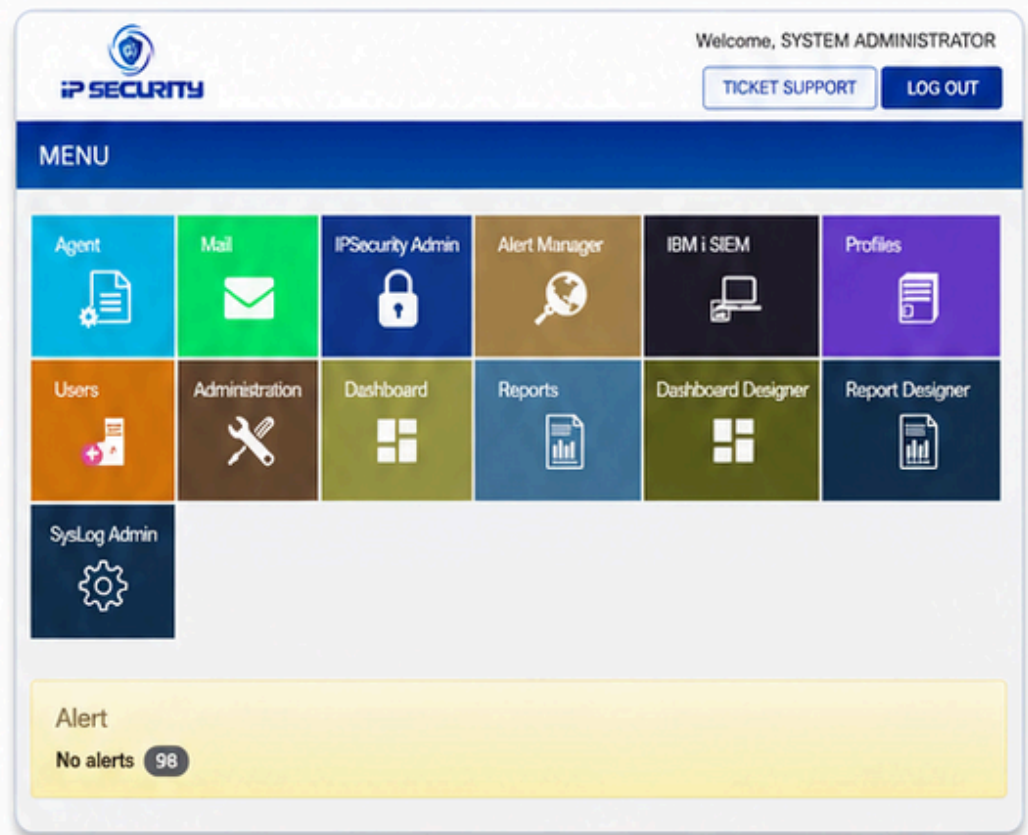 Welcome, SYSTEM ADMINISTRATOR
iP SECURITY
TICKET SUPPORT
LOG OUT
MENU
Agent
Mail
IPSecurity Admin
Alert Manager
IBM i SIEM
Profiles
Users
Administration
Dashboard
Reports
Dashboard Designer
Report Designer
SysLog Admin
Alert
No alerts 98